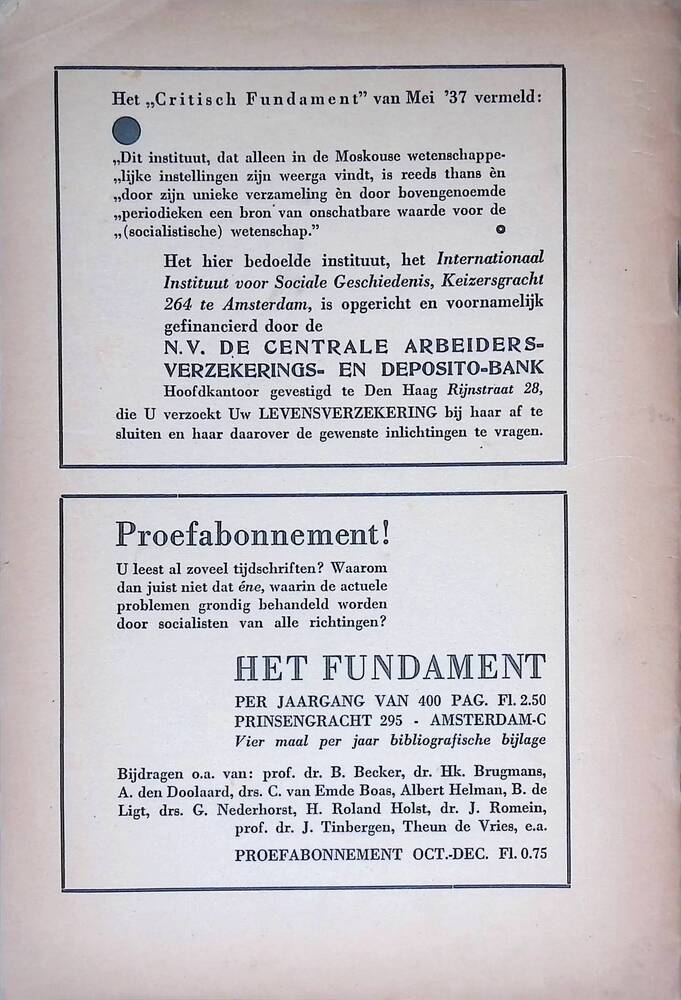 Het „Critisch Fundament” van Mei ’37 vermeld:
„Dit instituut, dat alleen in de Moskouse wetenschappe-
„lijke instellingen zijn weerga vindt, is reeds thans èn
„door zijn unieke verzameling èn door bovengenoemde
„periodieken een bron van onschatbare waarde voor de
„(socialistische) wetenschap.”
Het hier bedoelde instituut, het Internationaal
Instituut voor Sociale Geschiedenis, Keizersgracht
264 te Amsterdam, is opgericht en voornamelijk
gefinancierd door de
N.V. DE CENTRALE ARBEIDERS-
VERZEKERINGS- EN DEPOSITO-BANK
Hoofdkantoor gevestigd te Den Haag Rijnstraat 28,
die U verzoekt Uw LEVENSVERZEKERING bij haar af te
sluiten en haar daarover de gewenste inlichtingen te vragen.
Proefabonnement!
U leest al zoveel tijdschriften? Waarom
dan juist niet dat éne, waarin de actuele
problemen grondig behandeld worden
door socialisten van alle richtingen?
HET FUNDAMENT
PER JAARGANG VAN 400 PAG. Fl. 2.50
PRINSENGRACHT 295 - AMSTERDAM-C
Vier maal per jaar bibliografische bijlage
Bijdragen o.a. van: prof. dr. B. Becker, dr. Hk. Brugmans,
A. den Doolaard, drs. C. van Emde Boas, Albert Helman, B. de
Ligt, drs. G. Nederhorst, H. Roland Holst, dr. J. Romein,
prof. dr. J. Tinbergen, Theun de Vries, e.a.
PROEFABONNEMENT OCT.-DEC. Fl. 0.75